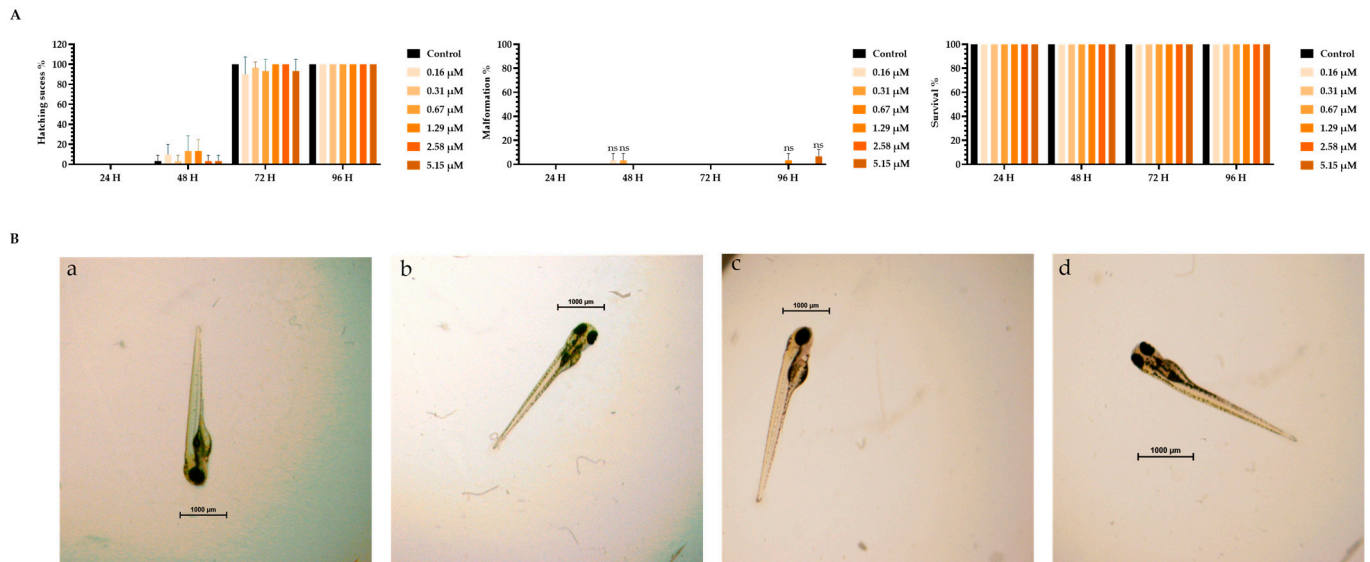 A
Hatching sucess %
120
100
80
60
40
20
0
24 H
48 H
72 H
96 H
Control
0.16 µM
0.31 µM
0.67 µM
1.29 µM
2.58 µM
5.15 µM
Malformation %
100
80
60
40
20
0
ns ns
ns
ns
24 H
48 H
72 H
96 H
Control
0.16 µM
0.31 µM
0.67 µM
1.29 µM
2.58 µM
5.15 µM
Survival %
100
80
60
40
20
0
24 H
48 H
72 H
96 H
Control
0.16 µM
0.31 µM
0.67 µM
1.29 µM
2.58 µM
5.15 µM
B
a
1000 µm
b
1000 µm
c
1000 µm
d
1000 µm